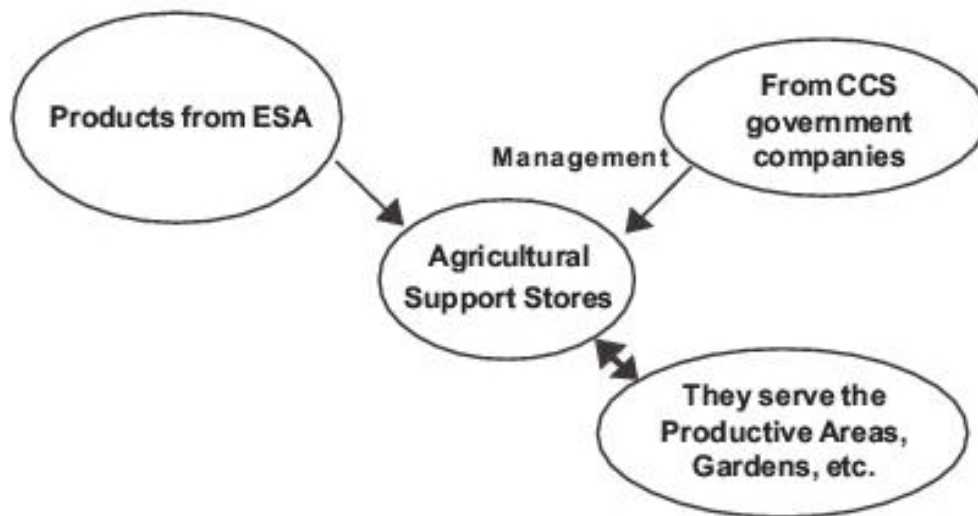 Products from ESA
From CCS
government
companies
Management
Agricultural
Support Stores
They serve the
Productive Areas,
Gardens, etc.